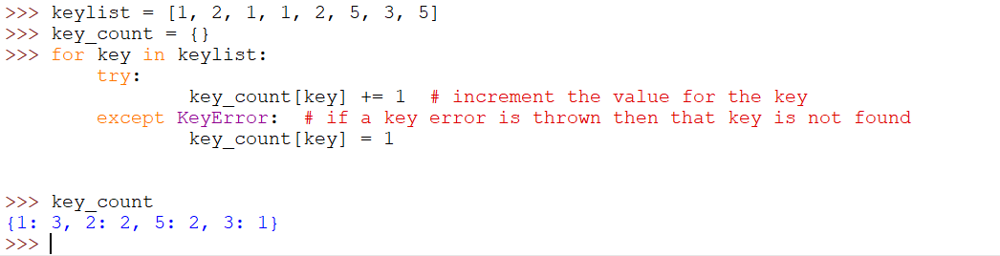 >>> keylist = [1, 2, 1, 1, 2, 5, 3, 5]
>>> key_count = {}
>>> for key in keylist:
        try:
                key_count[key] += 1  # increment the value for the key
        except KeyError:  # if a key error is thrown then that key is not found
                key_count[key] = 1
>>> key_count
{1: 3, 2: 2, 5: 2, 3: 1}
>>>